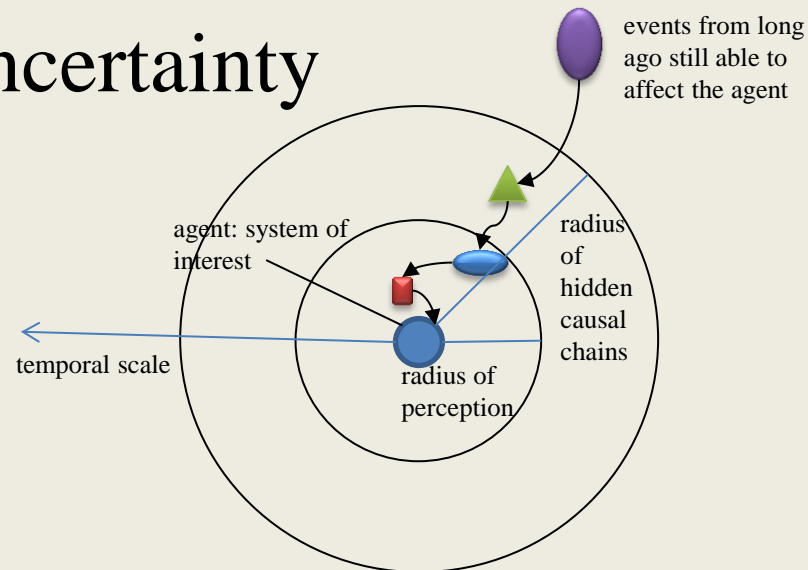 ncertainty
events from long
ago still able to
affect the agent
agent: system of
interest
radius
of
hidden
causal
chains
temporal scale
radius of
perception